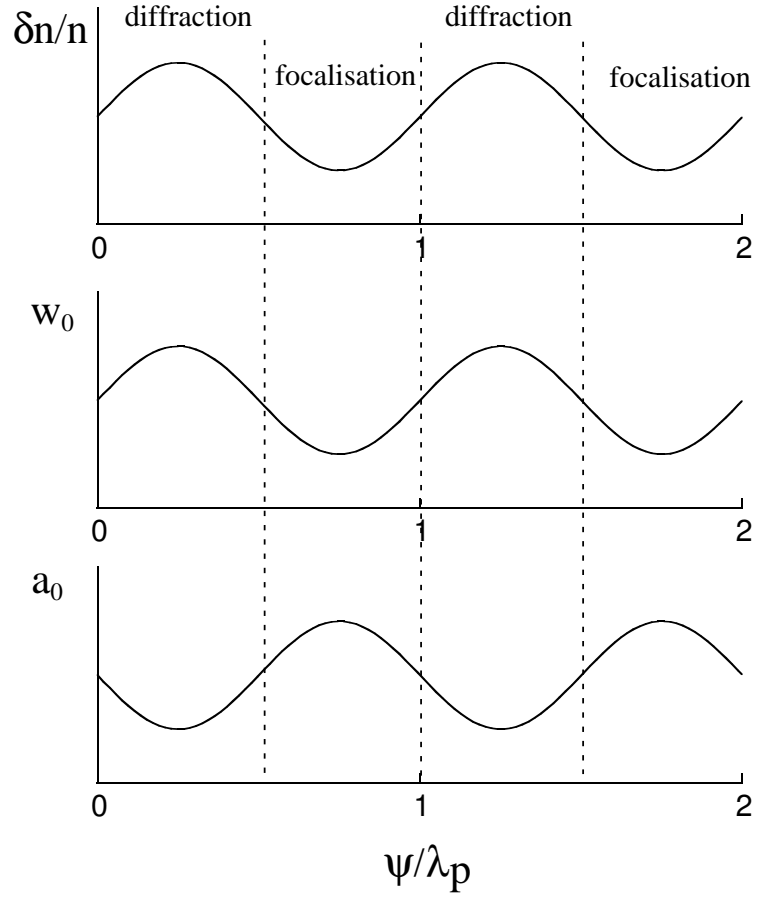 diffraction diffraction
δn/n
focalisation focalisation
0 1 2
w₀
0 1 2
a₀
0 1 2
ψ/λₚ